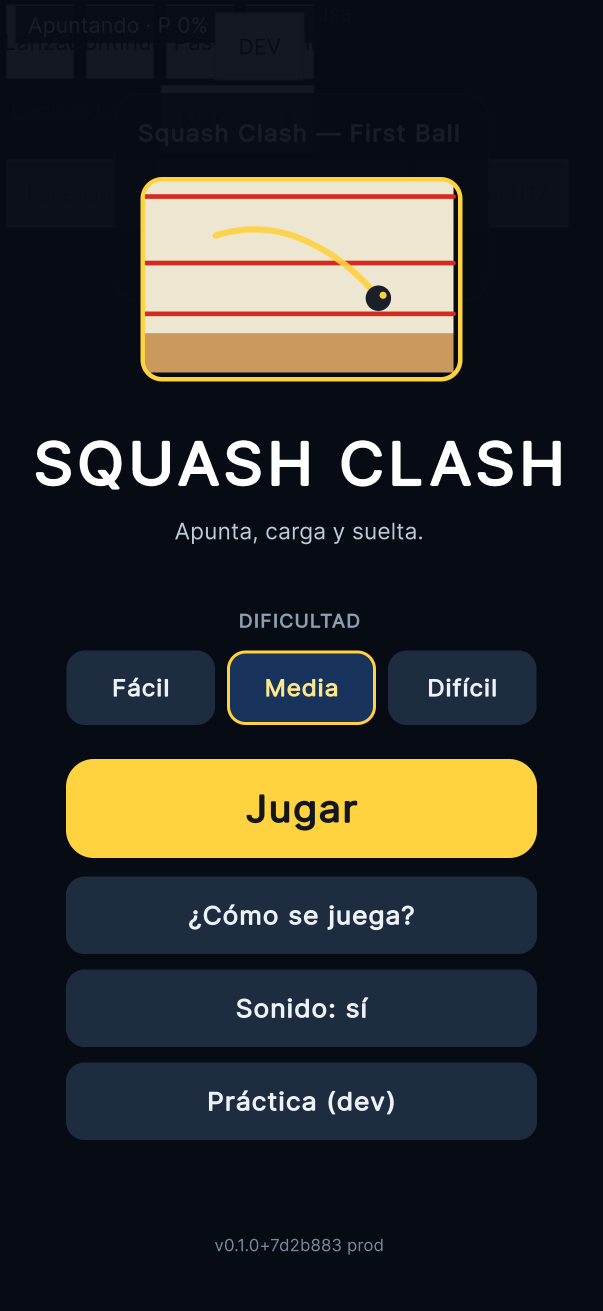 Apuntando · P 0%
DEV
Squash Clash — First Ball
SQUASH CLASH
Apunta, carga y suelta.
DIFICULTAD
Fácil
Media
Difícil
Jugar
¿Cómo se juega?
Sonido: sí
Práctica (dev)
v0.1.0+7d2b883 prod